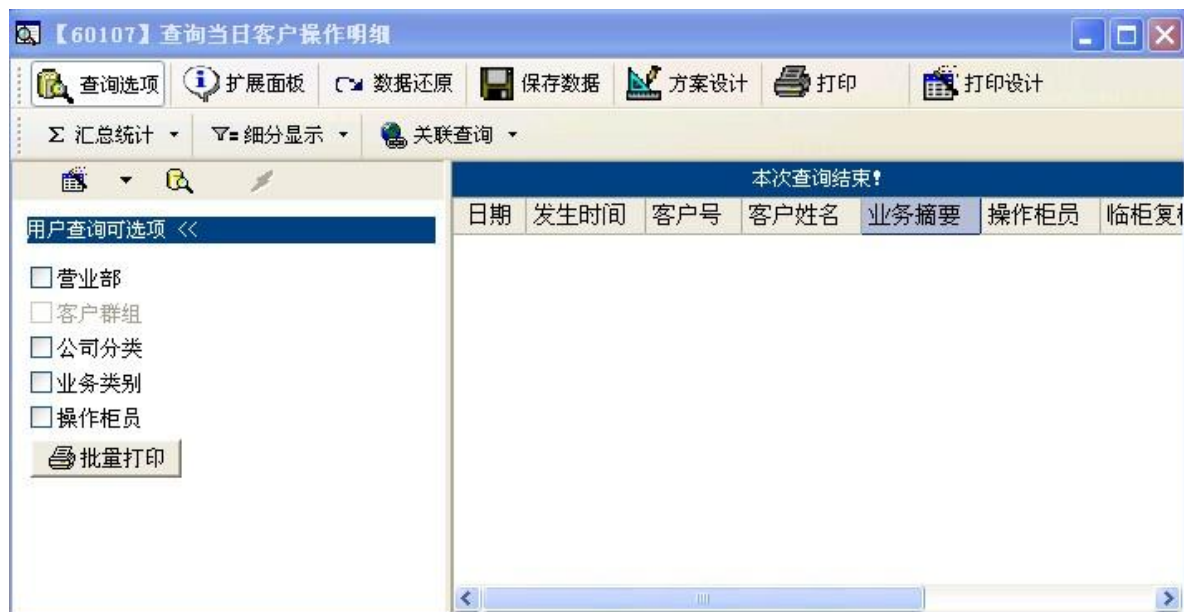 【60107】查询当日客户操作明细
查询选项 扩展面板 数据还原 保存数据 方案设计 打印 打印设计
Σ 汇总统计 细分显示 关联查询
本次查询结束!
日期 发生时间 客户号 客户姓名 业务摘要 操作柜员 临柜复
用户查询可选项 <<
营业部
客户群组
公司分类
业务类别
操作柜员
批量打印